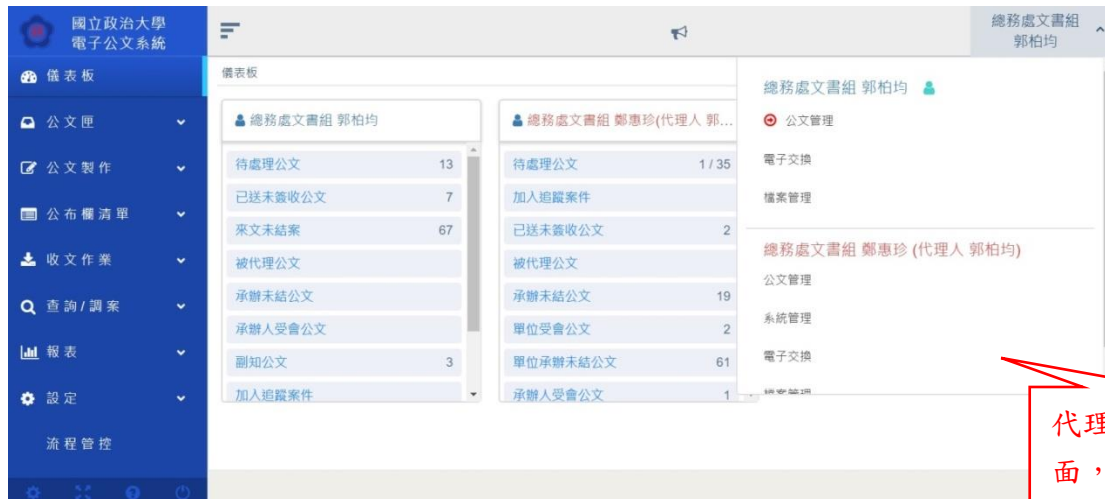 國立政治大學
電子公文系統
儀表板
公文匣
公文製作
公布欄清單
收文作業
查詢/調案
報表
設定
流程管控
總務處文書組
郭柏均
儀表板
總務處文書組 郭柏均
待處理公文 13
已送未簽收公文 7
來文未結案 67
被代理公文
承辦未結公文
承辦人受會公文
副知公文 3
加入追蹤案件
總務處文書組 鄭惠珍(代理人 郭...
待處理公文 1 / 35
加入追蹤案件
已送未簽收公文 2
被代理公文
承辦未結公文 19
單位受會公文 2
單位承辦未結公文 61
承辦人受會公文 1
總務處文書組 郭柏均
公文管理
電子交換
檔案管理
總務處文書組 鄭惠珍 (代理人 郭柏均)
公文管理
系統管理
電子交換
檔案管理
代理
面，